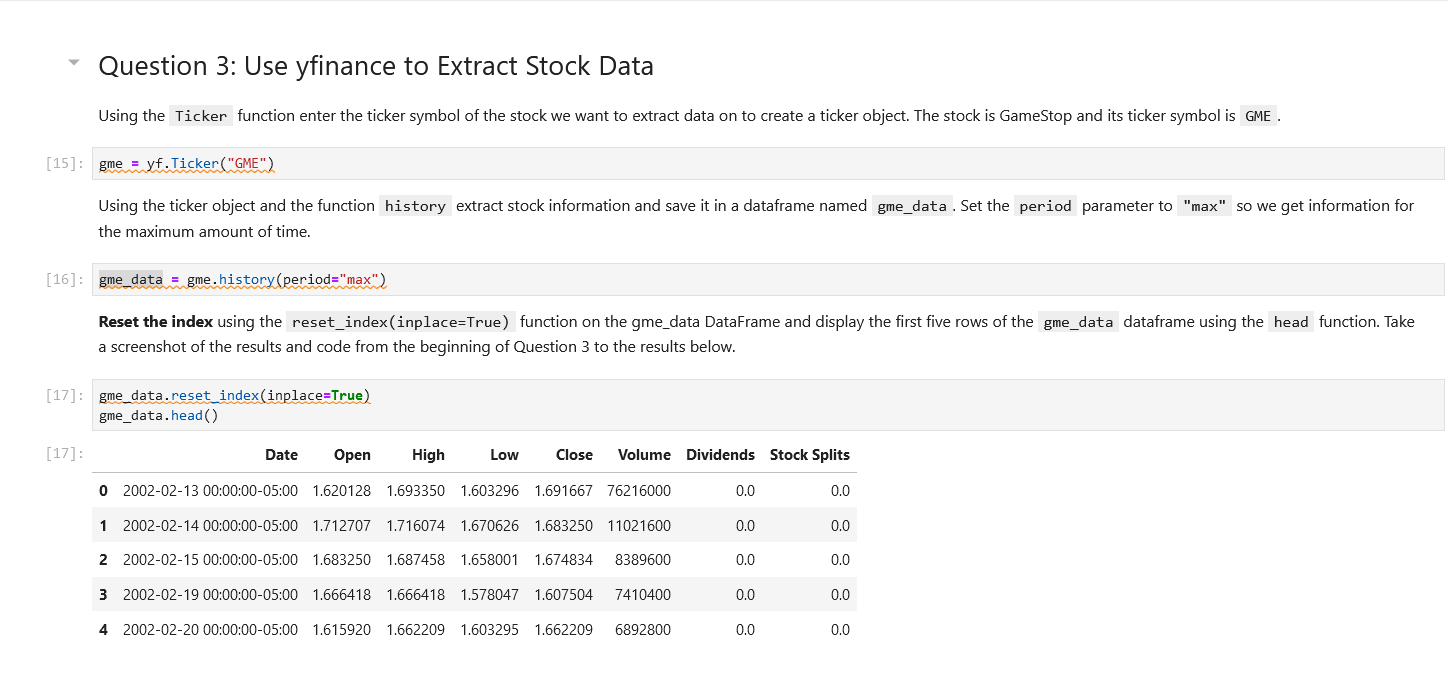 Question 3: Use yfinance to Extract Stock Data
Using the Ticker function enter the ticker symbol of the stock we want to extract data on to create a ticker object. The stock is GameStop and its ticker symbol is GME.
[15]: gme = yf.Ticker("GME")
Using the ticker object and the function history extract stock information and save it in a dataframe named gme_data. Set the period parameter to "max" so we get information for
the maximum amount of time.
[16]: gme_data = gme.history(period="max")
Reset the index using the reset_index(inplace=True) function on the gme_data DataFrame and display the first five rows of the gme_data dataframe using the head function. Take
a screenshot of the results and code from the beginning of Question 3 to the results below.
[17]: gme_data.reset_index(inplace=True)
gme_data.head()
[17]: Date Open High Low Close Volume Dividends Stock Splits
0 2002-02-13 00:00:00-05:00 1.620128 1.693350 1.603296 1.691667 76216000 0.0 0.0
1 2002-02-14 00:00:00-05:00 1.712707 1.716074 1.670626 1.683250 11021600 0.0 0.0
2 2002-02-15 00:00:00-05:00 1.683250 1.687458 1.658001 1.674834 8389600 0.0 0.0
3 2002-02-19 00:00:00-05:00 1.666418 1.666418 1.578047 1.607504 7410400 0.0 0.0
4 2002-02-20 00:00:00-05:00 1.615920 1.662209 1.603295 1.662209 6892800 0.0 0.0